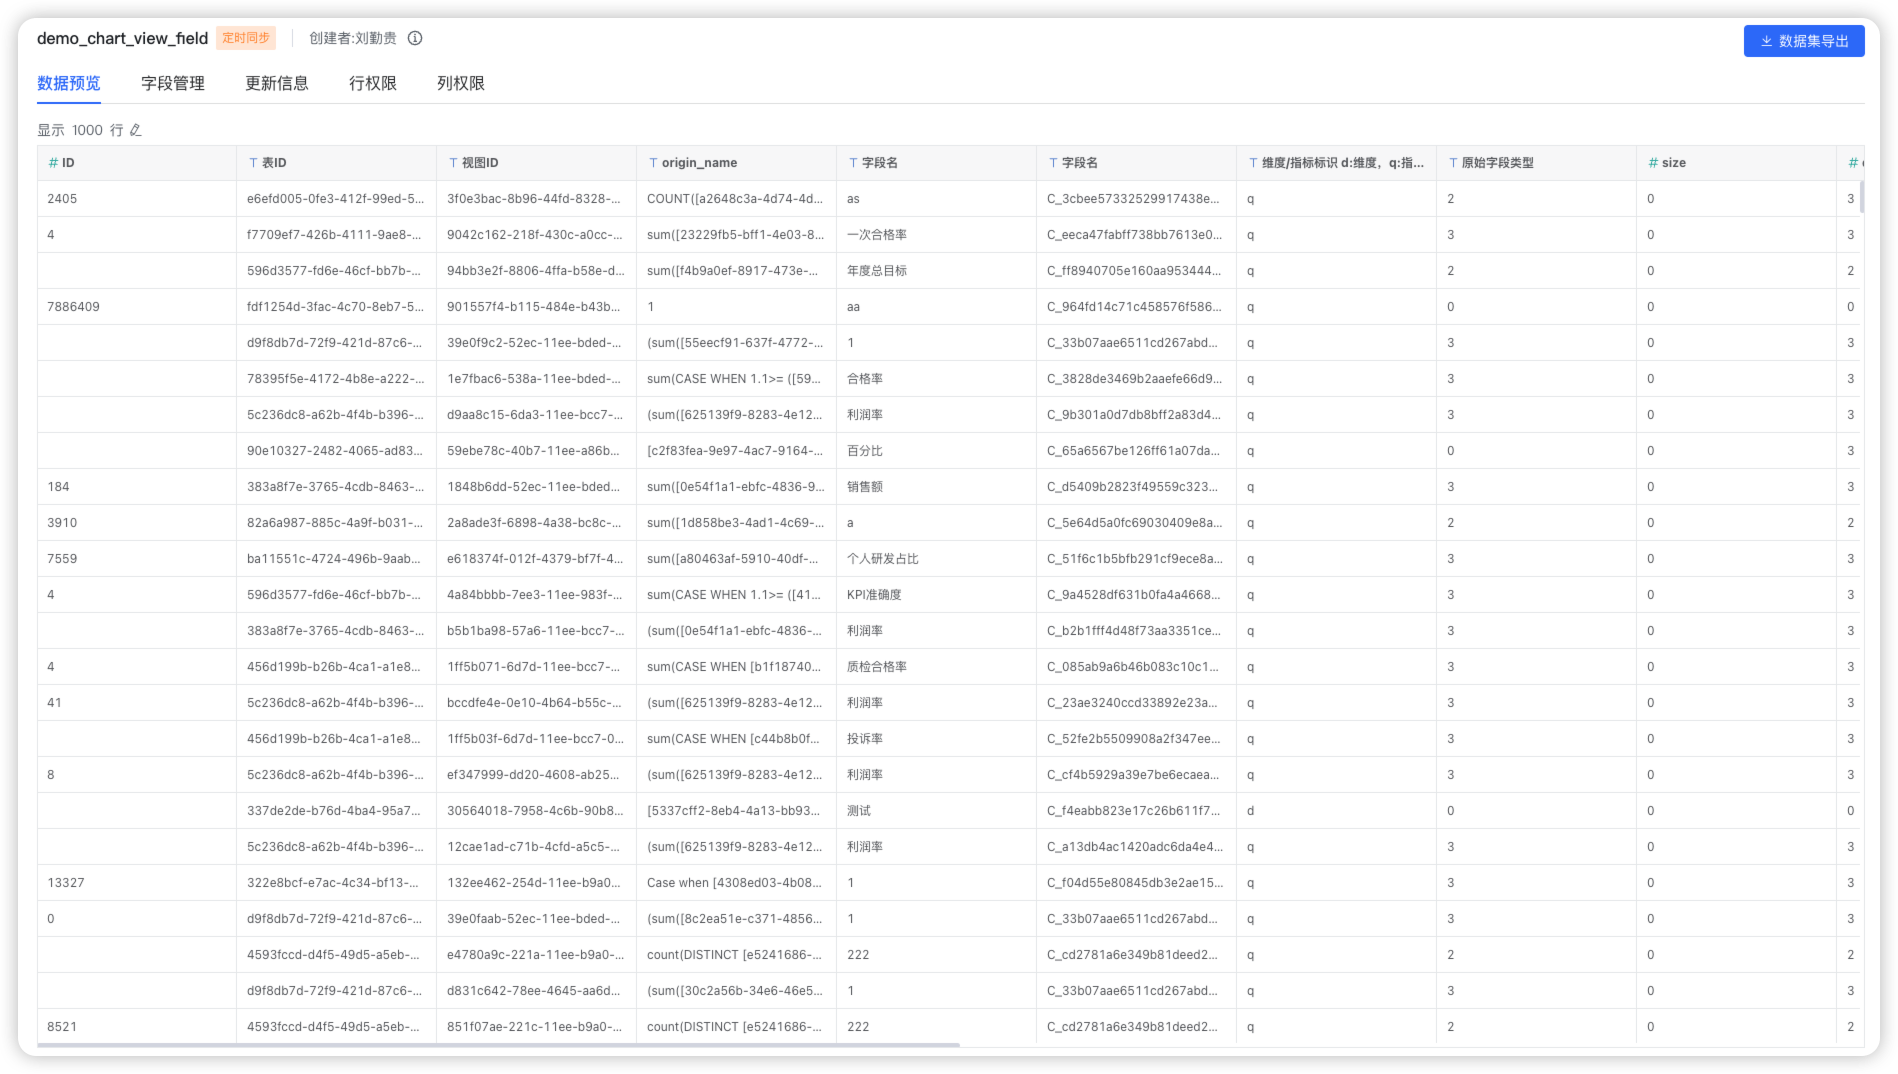 demo_chart_view_field 定时同步 创建者:刘勤贵 数据集导出
数据预览 字段管理 更新信息 行权限 列权限
显示 1000 行
# ID T 表ID T 视图ID T origin_name T 字段名 T 字段名 T 维度/指标标识 d:维度，q:指... T 原始字段类型 # size #
2405 e6efd005-0fe3-412f-99ed-5... 3f0e3bac-8b96-44fd-8328-... COUNT([a2648c3a-4d74-4d... as C_3cbee57332529917438e... q 2 0 3
4 f7709ef7-426b-4111-9ae8-... 9042c162-218f-430c-a0cc-... sum([23229fb5-bff1-4e03-8... 一次合格率 C_eeca47fabff738bb7613e0... q 3 0 3
596d3577-fd6e-46cf-bb7b-... 94bb3e2f-8806-4ffa-b58e-d... sum([f4b9a0ef-8917-473e-... 年度总目标 C_ff8940705e160aa953444... q 2 0 2
7886409 fdf1254d-3fac-4c70-8eb7-5... 901557f4-b115-484e-b43b... 1 aa C_964fd14c71c458576f586... q 0 0 0
d9f8db7d-72f9-421d-87c6-... 39e0f9c2-52ec-11ee-bded-... (sum([55eecf91-637f-4772-... 1 C_33b07aae6511cd267abd... q 3 0 3
78395f5e-4172-4b8e-a222-... 1e7fbac6-538a-11ee-bded-... sum(CASE WHEN 1.1>= ([59... 合格率 C_3828de3469b2aaefe66d9... q 3 0 3
5c236dc8-a62b-4f4b-b396-... d9aa8c15-6da3-11ee-bcc7-... (sum([625139f9-8283-4e12... 利润率 C_9b301a0d7db8bff2a83d4... q 3 0 3
90e10327-2482-4065-ad83... 59ebe78c-40b7-11ee-a86b... [c2f83fea-9e97-4ac7-9164-... 百分比 C_65a6567be126ff61a07da... q 0 0 3
184 383a8f7e-3765-4cdb-8463-... 1848b6dd-52ec-11ee-bded... sum([0e54f1a1-ebfc-4836-9... 销售额 C_d5409b2823f49559c323... q 3 0 3
3910 82a6a987-885c-4a9f-b031-... 2a8ade3f-6898-4a38-bc8c-... sum([1d858be3-4ad1-4c69-... a C_5e64d5a0fc69030409e8a... q 2 0 2
7559 ba11551c-4724-496b-9aab... e618374f-012f-4379-bf7f-4... sum([a80463af-5910-40df-... 个人研发占比 C_51f6c1b5bfb291cf9ece8a... q 3 0 3
4 596d3577-fd6e-46cf-bb7b-... 4a84bbbb-7ee3-11ee-983f-... sum(CASE WHEN 1.1>= ([41... KPI准确度 C_9a4528df631b0fa4a4668... q 3 0 3
383a8f7e-3765-4cdb-8463-... b5b1ba98-57a6-11ee-bcc7-... (sum([0e54f1a1-ebfc-4836-... 利润率 C_b2b1fff4d48f73aa3351ce... q 3 0 3
4 456d199b-b26b-4ca1-a1e8... 1ff5b071-6d7d-11ee-bcc7-... sum(CASE WHEN [b1f18740... 质检合格率 C_085ab9a6b46b083c10c1... q 3 0 3
41 5c236dc8-a62b-4f4b-b396-... bccdfe4e-0e10-4b64-b55c-... (sum([625139f9-8283-4e12... 利润率 C_23ae3240ccd33892e23a... q 3 0 3
456d199b-b26b-4ca1-a1e8... 1ff5b03f-6d7d-11ee-bcc7-0... sum(CASE WHEN [c44b8b0f... 投诉率 C_52fe2b5509908a2f347ee... q 3 0 3
8 5c236dc8-a62b-4f4b-b396-... ef347999-dd20-4608-ab25... (sum([625139f9-8283-4e12... 利润率 C_cf4b5929a39e7be6ecaea... q 3 0 3
337de2de-b76d-4ba4-95a7... 30564018-7958-4c6b-90b8... [5337cff2-8eb4-4a13-bb93... 测试 C_f4eabb823e17c26b611f7... d 0 0 0
5c236dc8-a62b-4f4b-b396-... 12cae1ad-c71b-4cfd-a5c5-... (sum([625139f9-8283-4e12... 利润率 C_a13db4ac1420adc6da4e4... q 3 0 3
13327 322e8bcf-e7ac-4c34-bf13-... 132ee462-254d-11ee-b9a0... Case when [4308ed03-4b08... 1 C_f04d55e80845db3e2ae15... q 3 0 3
0 d9f8db7d-72f9-421d-87c6-... 39e0faab-52ec-11ee-bded-... (sum([8c2ea51e-c371-4856... 1 C_33b07aae6511cd267abd... q 3 0 3
4593fccd-d4f5-49d5-a5eb-... e4780a9c-221a-11ee-b9a0-... count(DISTINCT [e5241686-... 222 C_cd2781a6e349b81deed2... q 2 0 2
d9f8db7d-72f9-421d-87c6-... d831c642-78ee-4645-aa6d... (sum([30c2a56b-34e6-46e5... 1 C_33b07aae6511cd267abd... q 3 0 3
8521 4593fccd-d4f5-49d5-a5eb-... 851f07ae-221c-11ee-b9a0-... count(DISTINCT [e5241686-... 222 C_cd2781a6e349b81deed2... q 2 0 2